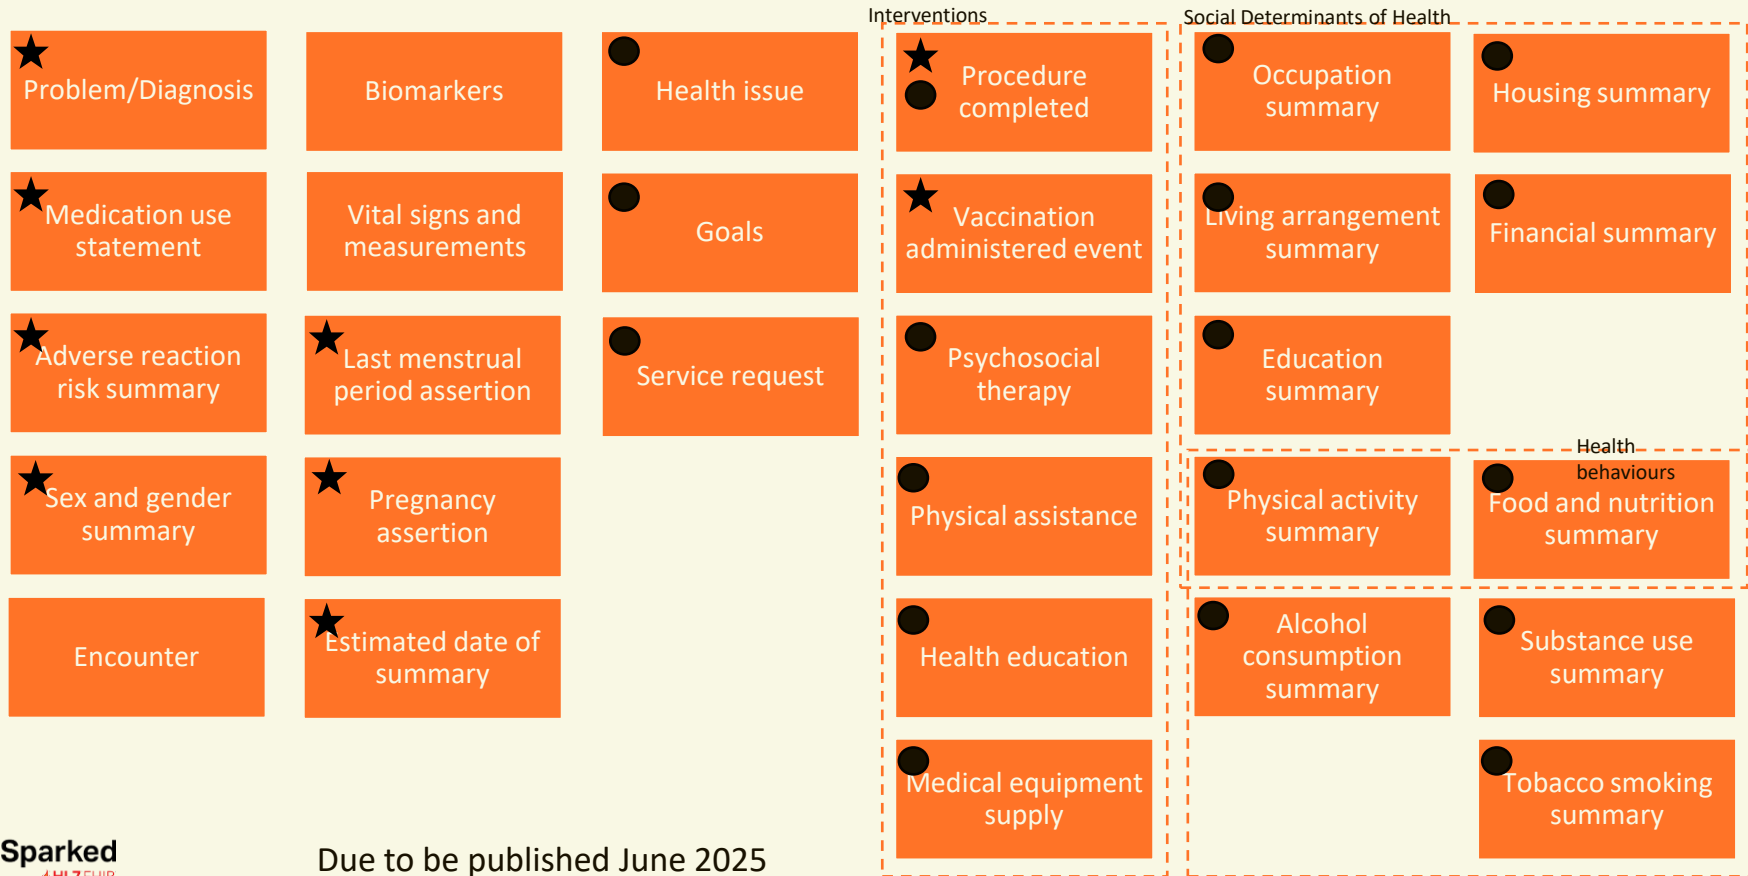 Interventions
Social Determinants of Health
Problem/Diagnosis
Biomarkers
Health issue
Procedure
completed
Occupation
summary
Housing summary
Medication use
statement
Vital signs and
measurements
Goals
Vaccination
administered event
Living arrangement
summary
Financial summary
Adverse reaction
risk summary
Last menstrual
period assertion
Service request
Psychosocial
therapy
Education
summary
Health
behaviours
Sex and gender
summary
Pregnancy
assertion
Physical assistance
Physical activity
summary
Food and nutrition
summary
Encounter
Estimated date of
summary
Health education
Alcohol
consumption
summary
Substance use
summary
Medical equipment
supply
Tobacco smoking
summary
Sparked
HL7 FHIR
Due to be published June 2025